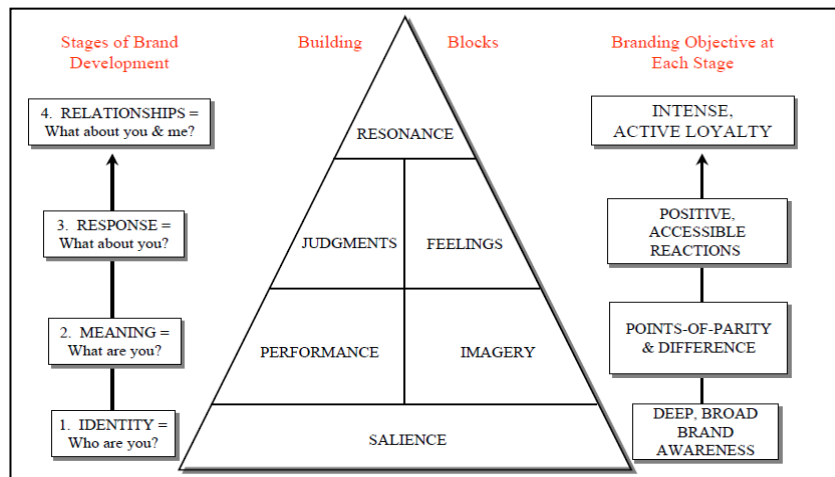 Stages of Brand
Development
Building
Blocks
Branding Objective at
Each Stage
4. RELATIONSHIPS =
What about you & me?
RESONANCE
INTENSE,
ACTIVE LOYALTY
3. RESPONSE =
What about you?
JUDGMENTS
FEELINGS
POSITIVE,
ACCESSIBLE
REACTIONS
2. MEANING =
What are you?
PERFORMANCE
IMAGERY
POINTS-OF-PARITY
& DIFFERENCE
1. IDENTITY =
Who are you?
SALIENCE
DEEP, BROAD
BRAND
AWARENESS